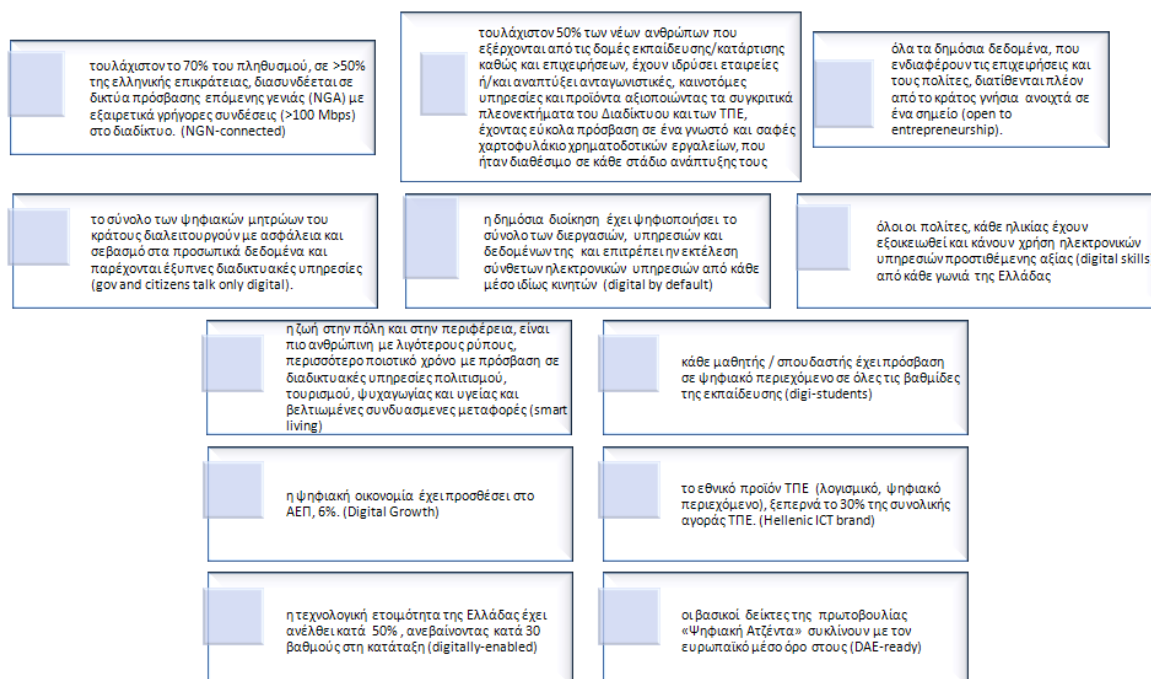 τουλάχιστον το 70% του πληθυσμού, σε >50%
της ελληνικής επικράτειας, διασυνδέεται σε
δικτύα πρόσβασης επόμενης γενιάς (NGA) με
εξαιρετικά γρήγορες συνδέσεις (>100 Mbps)
στο διαδίκτυο. (NGN-connected)
τουλάχιστον 50% των νέων ανθρώπων που
εξέρχονται από τις δομές εκπαίδευσης/κατάρτισης
καθώς και επιχειρήσεων, έχουν ιδρύσει εταιρείες
ή/και αναπτύξει ανταγωνιστικές, καινοτόμες
υπηρεσίες και προϊόντα αξιοποιώντας τα συγκριτικά
πλεονεκτήματα του Διαδίκτυου και των ΤΠΕ,
έχοντας εύκολα πρόσβαση σε ένα γνωστό και σαφές
χαρτοφυλάκιο χρηματοδοτικών εργαλείων, που
ήταν διαθέσιμο σε κάθε στάδιο ανάπτυξης τους
όλα τα δημόσια δεδομένα, που
ενδιαφέρουν τις επιχειρήσεις και
τους πολίτες, διατίθενται πλέον
από το κράτος γνήσια ανοιχτά σε
ένα σημείο (open to
entrepreneurship).
το σύνολο των ψηφιακών μητρώων του
κράτους διαλειτουργούν με ασφάλεια και
σεβασμό στα προσωπικά δεδομένα και
παρέχονται έξυπνες διαδικτυακές υπηρεσίες
(gov and citizens talk only digital).
η δημόσια διοίκηση έχει ψηφιοποιήσει το
σύνολο των διεργασιών, υπηρεσιών και
δεδομένων της και επιτρέπει ην εκτέλεση
σύνθετων ηλεκτρονικών υπηρεσιών από κάθε
μέσο ιδίως κινητών (digital by default)
όλοι οι πολίτες, κάθε ηλικίας έχουν
εξοικειωθεί και κάνουν χρήση ηλεκτρονικών
υπηρεσιών προστιθέμενης αξίας (digital skills
από κάθε γωνιά της Ελλάδας
η ζωή στην πόλη και στην περιφέρεια, είναι
πιο ανθρώπινη με λιγότερους ρύπους,
περισσότερο ποιοτικό χρόνο με πρόσβαση σε
διαδικτυακές υπηρεσίες πολιτισμού,
τουρισμού, ψυχαγωγίας και υγείας και
βελτιωμένες συνδυασμενες μεταφορές (smart
living)
κάθε μαθητής / σπουδαστής έχει πρόσβαση
σε ψηφιακό περιεχόμενο σε όλες τις βαθμίδες
της εκπαίδευσης (digi-students)
η ψηφιακή οικονομία έχει προσθέσει στο
ΑΕΠ, 6%. (Digital Growth)
το εθνικό προϊόν ΤΠΕ (λογισμικό, ψηφιακό
περιεχόμενο), ξεπερνά το 30% της συνολικής
αγοράς ΤΠΕ. (Hellenic ICT brand)
η τεχνολογική ετοιμότητα της Ελλάδας έχει
ανέλθει κατά 50% , ανεβαίνοντας κατά 30
βαθμούς στη κατάταξη (digitally-enabled)
οι βασικοί δείκτες της πρωτοβουλίας
«Ψηφιακή Ατζέντα» συκλίνουν με τον
ευρωπαϊκό μέσο όρο στους (DAE-ready)